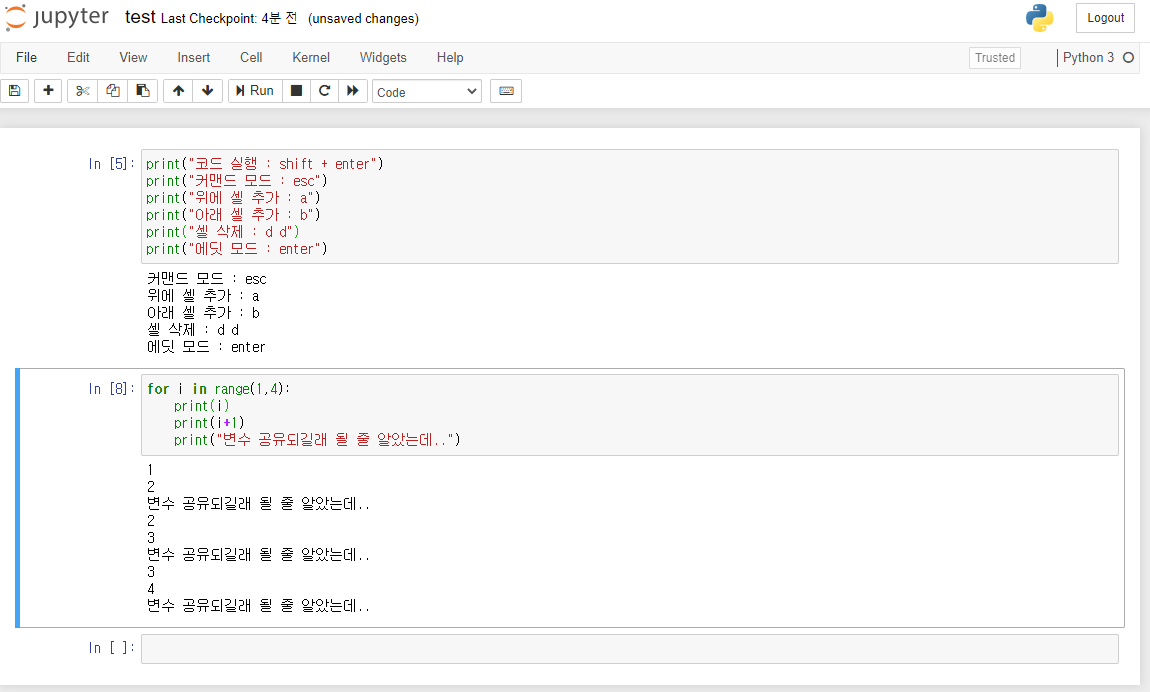 jupyter test Last Checkpoint: 4분 전 (unsaved changes) Logout
File Edit View Insert Cell Kernel Widgets Help Trusted Python 3
Run Code
In [5]: print("코드 실행 : shift + enter")
print("커맨드 모드 : esc")
print("위에 셀 추가 : a")
print("아래 셀 추가 : b")
print("셀 삭제 : d d")
print("에딧 모드 : enter")
커맨드 모드 : esc
위에 셀 추가 : a
아래 셀 추가 : b
셀 삭제 : d d
에딧 모드 : enter
In [8]: for i in range(1,4):
print(i)
print(i+1)
print("변수 공유되길래 될 줄 알았는데..")
1
2
변수 공유되길래 될 줄 알았는데..
2
3
변수 공유되길래 될 줄 알았는데..
3
4
변수 공유되길래 될 줄 알았는데..
In [ ]: